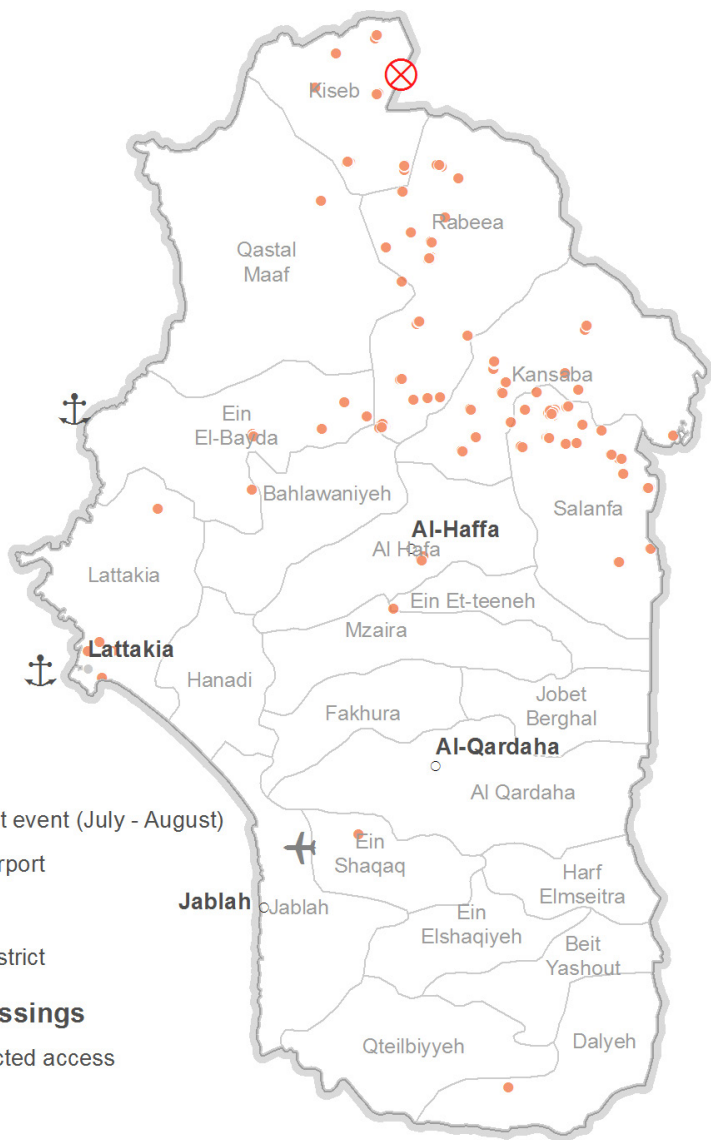 Kiseb
Rabeea
Qastal
Maaf
Kansaba
Ein
El-Bayda
Bahlawaniyeh
Salanfa
Al-Haffa
Al Hafa
Lattakia
Ein Et-teeneh
Mzaira
Lattakia
Hanadi
Jobet
Berghal
Fakhura
Al-Qardaha
Al Qardaha
t event (July - August)
Ein
Shaqaq
rport
Harf
Elmseitra
Jablah
Jablah
Ein
Elshaqiyeh
Beit
Yashout
strict
ssings
Qteilbiyyeh
Dalyeh
cted access